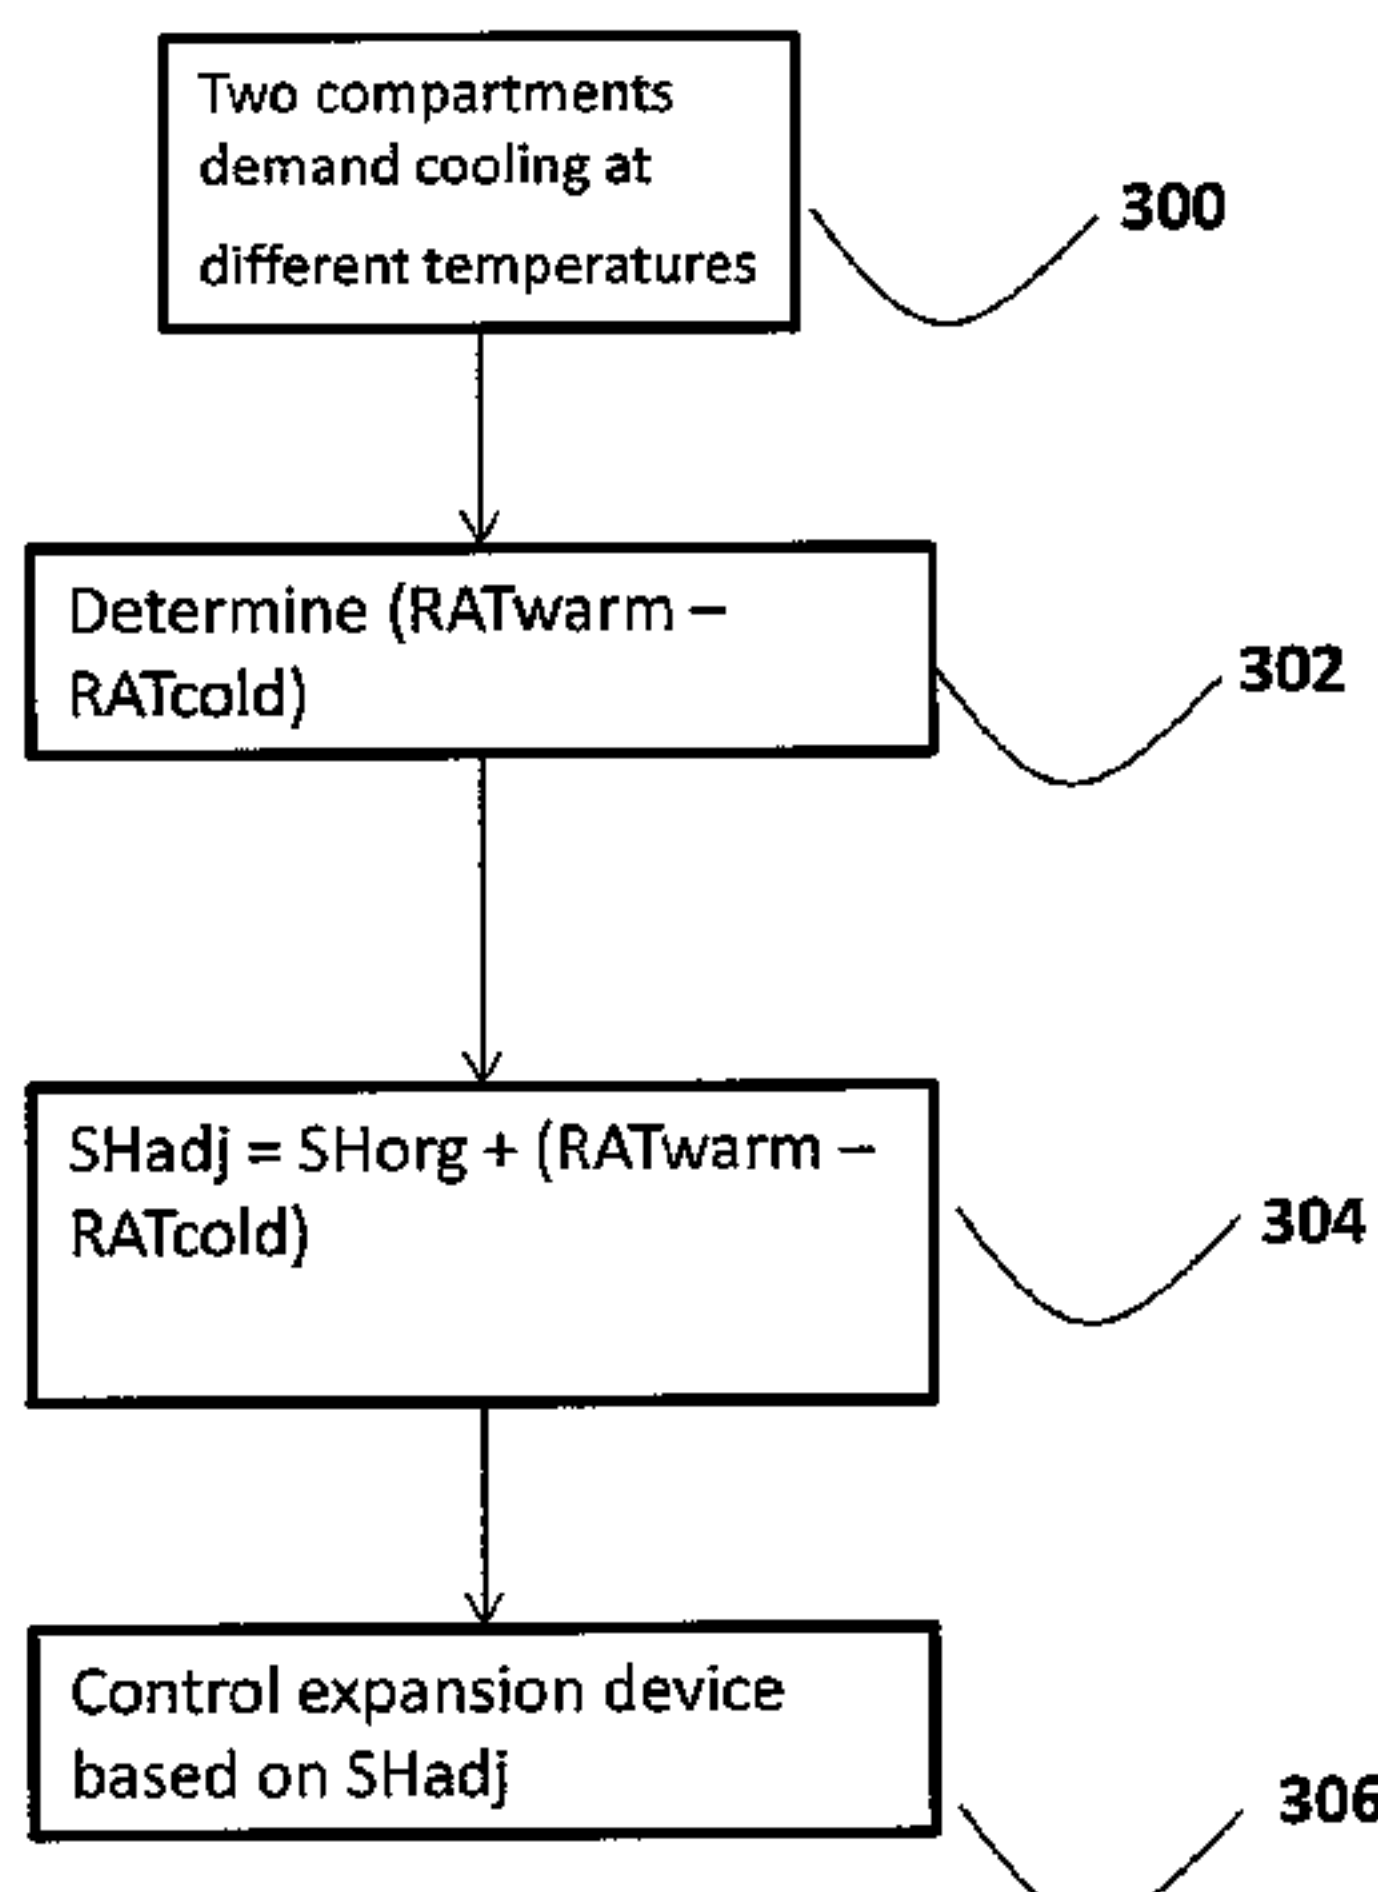 Two compartments
demand cooling at
different temperatures
300
Determine (RATwarm –
RATcold)
302
SHadj = SHorg + (RATwarm –
RATcold)
304
Control expansion device
based on SHadj
306